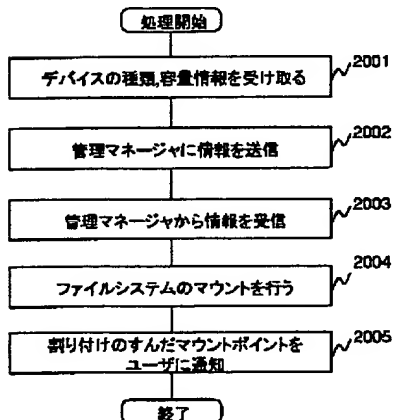 処理開始
デバイスの種類,容量情報を受け取る
2001
管理マネージャに情報を送信
2002
管理マネージャから情報を受信
2003
ファイルシステムのマウントを行う
2004
割り付けのすんだマウントポイントを
ユーザに通知
2005
終了